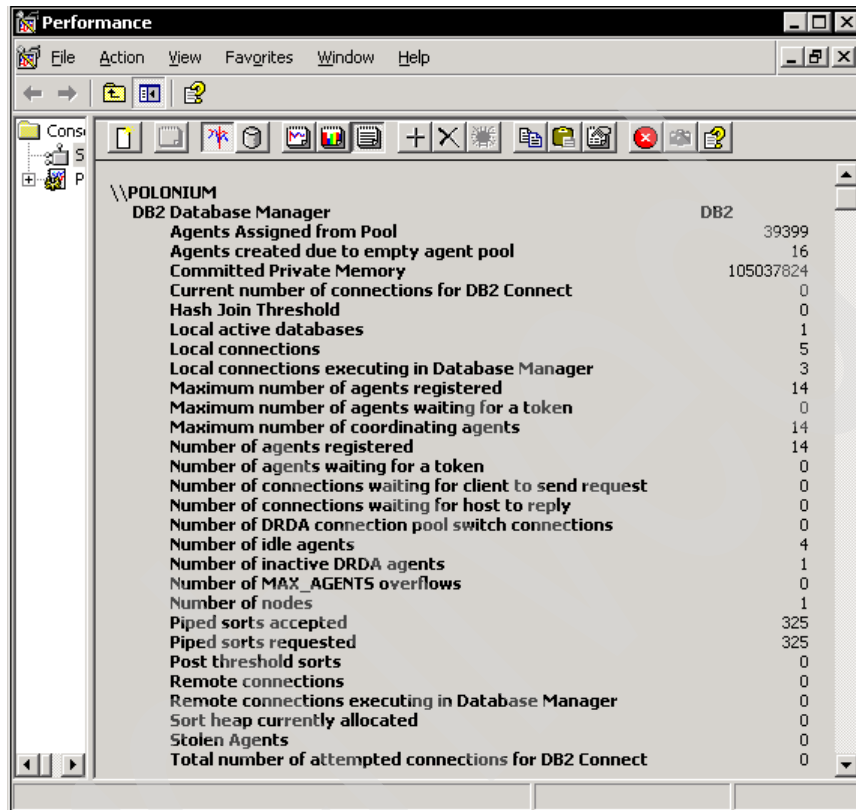 Performance
File Action View Favorites Window Help
Cons
S
P
\\POLONIUM
DB2 Database Manager DB2
Agents Assigned from Pool 39399
Agents created due to empty agent pool 16
Committed Private Memory 105037824
Current number of connections for DB2 Connect 0
Hash Join Threshold 0
Local active databases 1
Local connections 5
Local connections executing in Database Manager 3
Maximum number of agents registered 14
Maximum number of agents waiting for a token 0
Maximum number of coordinating agents 14
Number of agents registered 14
Number of agents waiting for a token 0
Number of connections waiting for client to send request 0
Number of connections waiting for host to reply 0
Number of DRDA connection pool switch connections 0
Number of idle agents 4
Number of inactive DRDA agents 1
Number of MAX_AGENTS overflows 0
Number of nodes 1
Piped sorts accepted 325
Piped sorts requested 325
Post threshold sorts 0
Remote connections 0
Remote connections executing in Database Manager 0
Sort heap currently allocated 0
Stolen Agents 0
Total number of attempted connections for DB2 Connect 0